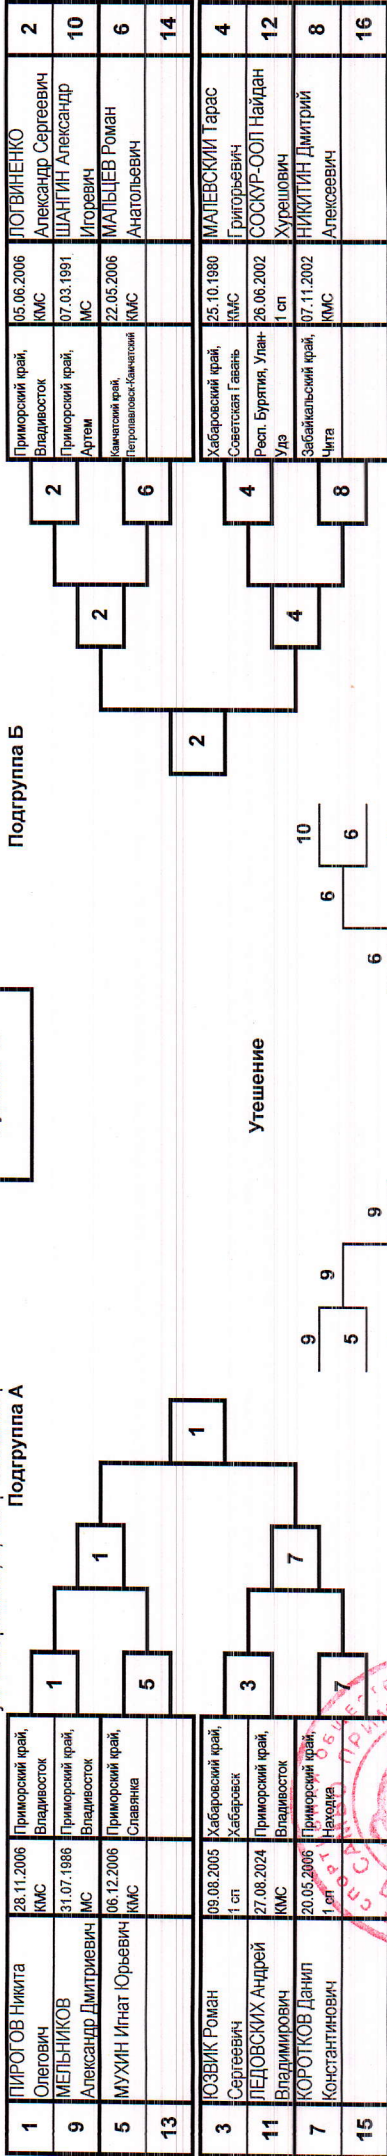 Подгруппа А
1
ПИРОГОВ Никита
Олегович
28.11.2006
КМС
Приморский край,
Владивосток
9
МЕЛЬНИКОВ
Александр Дмитриевич
31.07.1986
МС
Приморский край,
Владивосток
5
МУХИН Игнат Юрьевич
06.12.2006
КМС
Приморский край,
Славянка
13
3
ЮЗВИК Роман
Сергеевич
09.08.2005
1 сп
Хабаровский край,
Хабаровск
11
ЛЕДОВСКИХ Андрей
Владимирович
27.08.2024
КМС
Приморский край,
Владивосток
7
КОРОТКОВ Данил
Константинович
20.05.2006
1 сп
Приморский край,
Находка
15
1
5
3
7
1
7
1
Утешение
9
5
9
9
10
6
6
6
Подгруппа Б
2
4
2
2
6
4
8
Приморский край,
Владивосток
05.06.2006
КМС
ЛОГВИНЕНКО
Александр Сергеевич
2
Приморский край,
Артем
07.03.1991
МС
ШАНГИН Александр
Игоревич
10
Камчатский край,
Петропавловск-Камчатский
22.05.2006
КМС
МАЛЬЦЕВ Роман
Анатольевич
6
14
Хабаровский край,
Советская Гавань
25.10.1980
КМС
МАЛЕВСКИЙ Тарас
Григорьевич
4
Респ. Бурятия, Улан-
Удэ
26.06.2002
1 сп
СОСКУР-ООЛ Найдан
Хурешович
12
Забайкальский край,
Чита
07.11.2002
КМС
НИКИТИН Дмитрий
Алексеевич
8
16